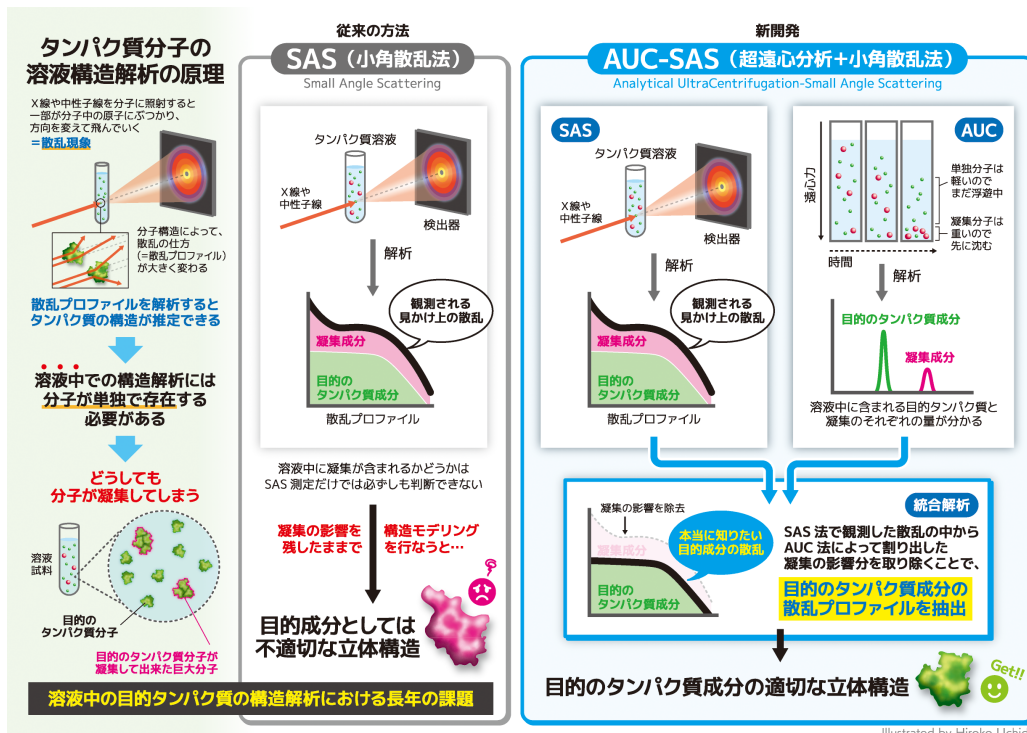 タンパク質分子の
溶液構造解析の原理
X線や中性子線を分子に照射すると
一部が分子中の原子にぶつかり、
方向を変えて飛んでいく
＝散乱現象
分子構造によって、
散乱の仕方
(＝散乱プロファイル)
が大きく変わる
散乱プロファイルを解析すると
タンパク質の構造が推定できる
溶液中での構造解析には
分子が単独で存在する
必要がある
どうしても
分子が凝集してしまう
溶液
試料
目的の
タンパク質分子
目的のタンパク質分子が
凝集して出来た巨大分子
溶液中の目的タンパク質の構造解析における長年の課題
従来の方法
SAS（小角散乱法）
Small Angle Scattering
タンパク質溶液
X線や
中性子線
検出器
解析
観測される
見かけ上の散乱
凝集成分
目的の
タンパク質成分
散乱プロファイル
溶液中に凝集が含まれるかどうかは
SAS 測定だけでは必ずしも判断できない
凝集の影響を
残したままで
構造モデリング
を行なうと…
目的成分としては
不適切な立体構造
新開発
AUC-SAS（超遠心分析＋小角散乱法）
Analytical UltraCentrifugation-Small Angle Scattering
SAS
タンパク質溶液
X線や
中性子線
検出器
解析
観測される
見かけ上の散乱
凝集成分
目的の
タンパク質成分
散乱プロファイル
AUC
遠心力
時間
単独分子は
軽いので
まだ浮遊中
凝集分子は
重いので
先に沈む
解析
目的のタンパク質成分
凝集成分
溶液中に含まれる目的タンパク質と
凝集のそれぞれの量が分かる
統合解析
凝集の影響を除去
凝集成分
本当に知りたい
目的成分の散乱
目的の
タンパク質成分
SAS 法で観測した散乱の中から
AUC 法によって割り出した
凝集の影響分を取り除くことで、
目的のタンパク質成分の
散乱プロファイルを抽出
目的のタンパク質成分の適切な立体構造
Get!!
Illustrated by Hiroko Uchid